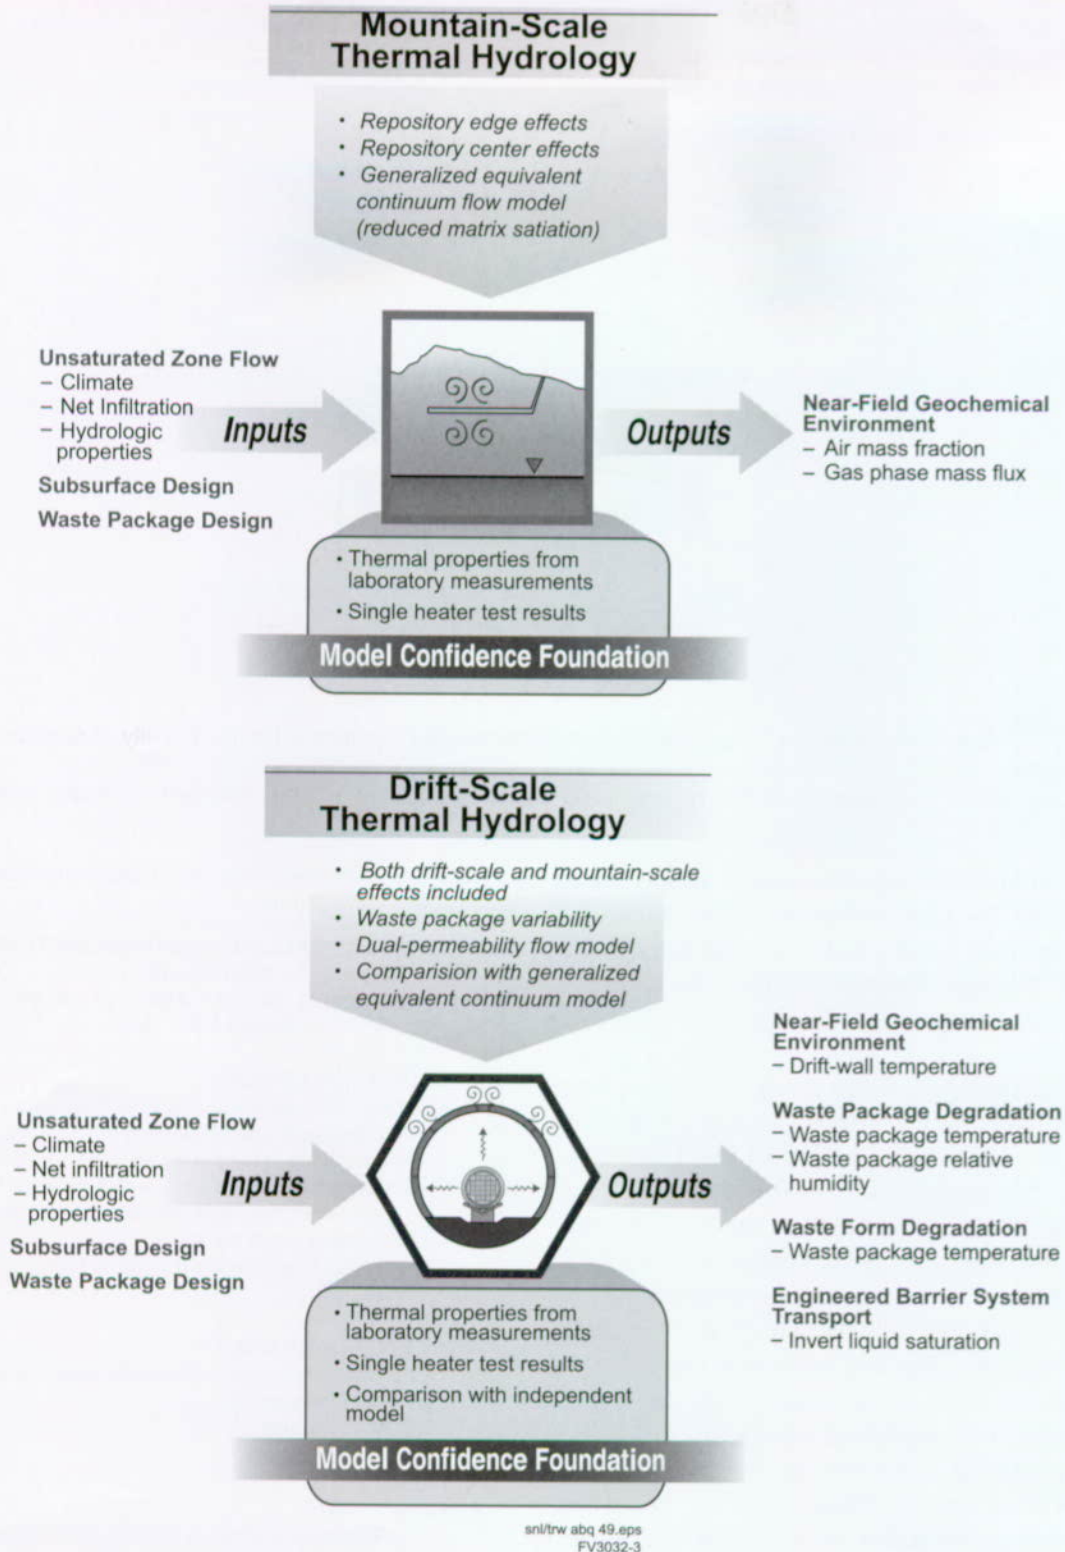 Mountain-Scale
Thermal Hydrology
• Repository edge effects
• Repository center effects
• Generalized equivalent
continuum flow model
(reduced matrix satiation)
Unsaturated Zone Flow
– Climate
– Net Infiltration
– Hydrologic
properties
Subsurface Design
Waste Package Design
Inputs
Outputs
Near-Field Geochemical
Environment
– Air mass fraction
– Gas phase mass flux
• Thermal properties from
laboratory measurements
• Single heater test results
Model Confidence Foundation
Drift-Scale
Thermal Hydrology
• Both drift-scale and mountain-scale
effects included
• Waste package variability
• Dual-permeability flow model
• Comparision with generalized
equivalent continuum model
Unsaturated Zone Flow
– Climate
– Net infiltration
– Hydrologic
properties
Subsurface Design
Waste Package Design
Inputs
Outputs
Near-Field Geochemical
Environment
– Drift-wall temperature
Waste Package Degradation
– Waste package temperature
– Waste package relative
humidity
Waste Form Degradation
– Waste package temperature
Engineered Barrier System
Transport
– Invert liquid saturation
• Thermal properties from
laboratory measurements
• Single heater test results
• Comparison with independent
model
Model Confidence Foundation
snl/trw abq 49.eps
FV3032-3